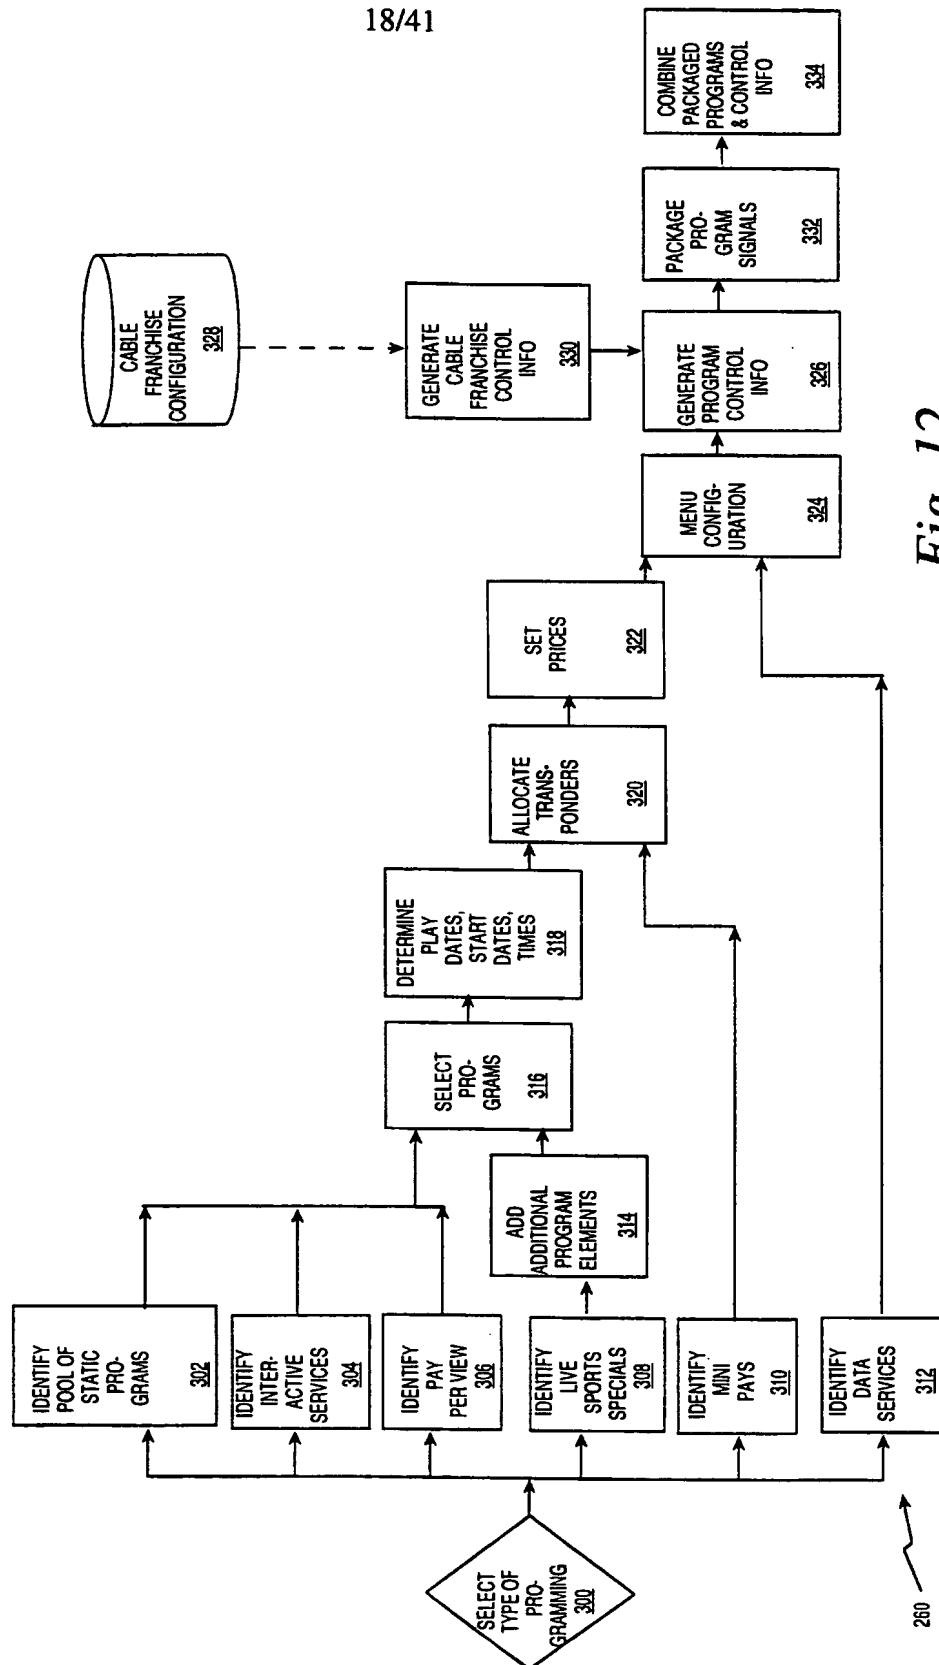 18/41
SELECT
TYPE OF
PRO-
GRAMMING
300
IDENTIFY
POOL OF
STATIC
PRO-
GRAMS
302
IDENTIFY
INTER-
ACTIVE
SERVICES
304
IDENTIFY
PAY
PER VIEW
306
IDENTIFY
LIVE
SPORTS
SPECIALS
308
IDENTIFY
MINI
PAYS
310
IDENTIFY
DATA
SERVICES
312
ADD
ADDITIONAL
PROGRAM
ELEMENTS
314
SELECT
PRO-
GRAMS
316
DETERMINE
PLAY
DATES,
START
DATES,
TIMES
318
ALLOCATE
TRANS-
PONDERS
320
SET
PRICES
322
MENU
CONFIG-
URATION
324
GENERATE
PROGRAM
CONTROL
INFO
326
CABLE
FRANCHISE
CONFIGURATION
328
GENERATE
CABLE
FRANCHISE
CONTROL
INFO
330
PACKAGE
PRO-
GRAM
SIGNALS
332
COMBINE
PACKAGED
PROGRAMS
& CONTROL
INFO
334
260
Fig. 12